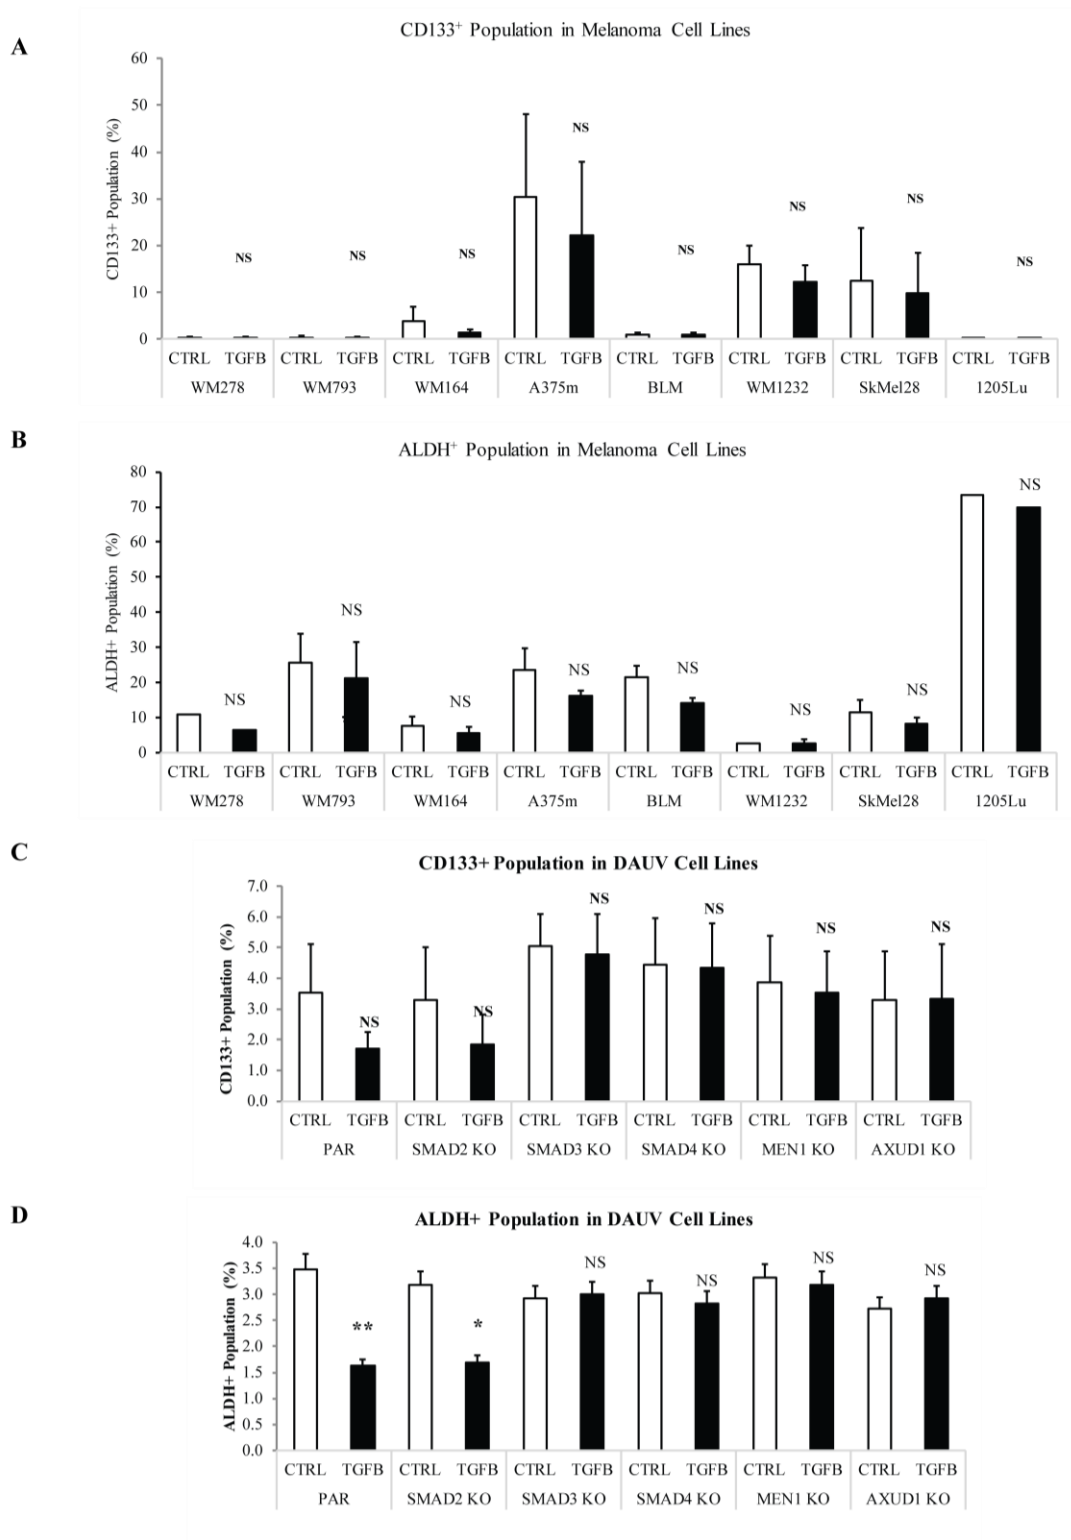 A
CD133+ Population in Melanoma Cell Lines
CD133+ Population (%)
60
50
40
30
20
10
0
NS NS NS NS NS NS NS NS
CTRL TGFB CTRL TGFB CTRL TGFB CTRL TGFB CTRL TGFB CTRL TGFB CTRL TGFB CTRL TGFB
WM278 WM793 WM164 A375m BLM WM1232 SkMel28 1205Lu
B
ALDH+ Population in Melanoma Cell Lines
ALDH+ Population (%)
80
70
60
50
40
30
20
10
0
NS NS NS NS NS NS NS NS
CTRL TGFB CTRL TGFB CTRL TGFB CTRL TGFB CTRL TGFB CTRL TGFB CTRL TGFB CTRL TGFB
WM278 WM793 WM164 A375m BLM WM1232 SkMel28 1205Lu
C
CD133+ Population in DAUV Cell Lines
CD133+ Population (%)
7.0
6.0
5.0
4.0
3.0
2.0
1.0
0.0
NS NS NS NS NS NS
CTRL TGFB CTRL TGFB CTRL TGFB CTRL TGFB CTRL TGFB CTRL TGFB
PAR SMAD2 KO SMAD3 KO SMAD4 KO MEN1 KO AXUD1 KO
D
ALDH+ Population in DAUV Cell Lines
ALDH+ Population (%)
4.0
3.5
3.0
2.5
2.0
1.5
1.0
0.5
0.0
** * NS NS NS NS
CTRL TGFB CTRL TGFB CTRL TGFB CTRL TGFB CTRL TGFB CTRL TGFB
PAR SMAD2 KO SMAD3 KO SMAD4 KO MEN1 KO AXUD1 KO